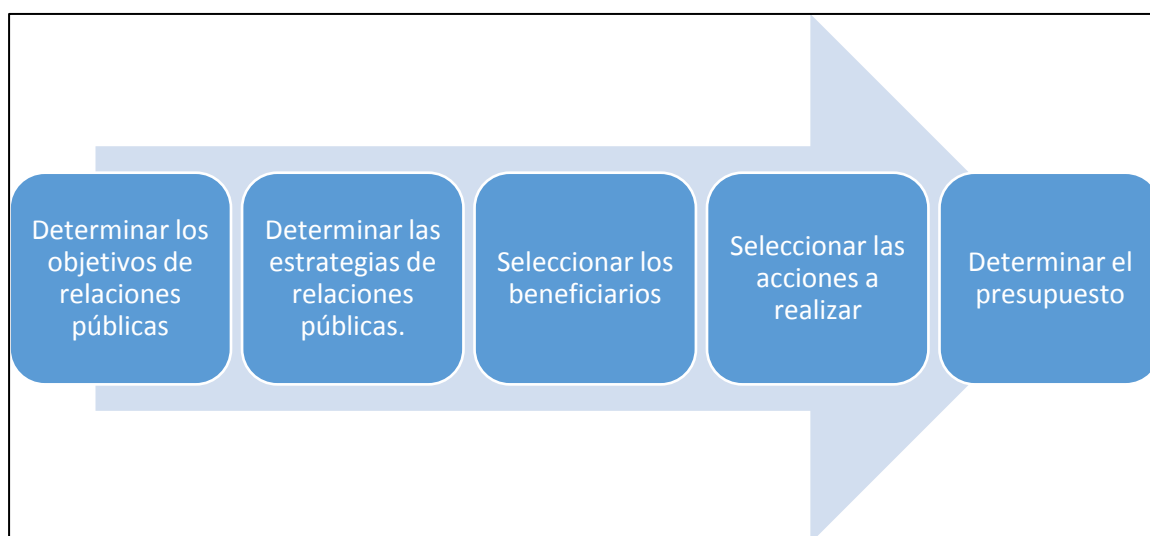 Determinar los
objetivos de
relaciones
públicas
Determinar las
estrategias de
relaciones
públicas.
Seleccionar los
beneficiarios
Seleccionar las
acciones a
realizar
Determinar el
presupuesto